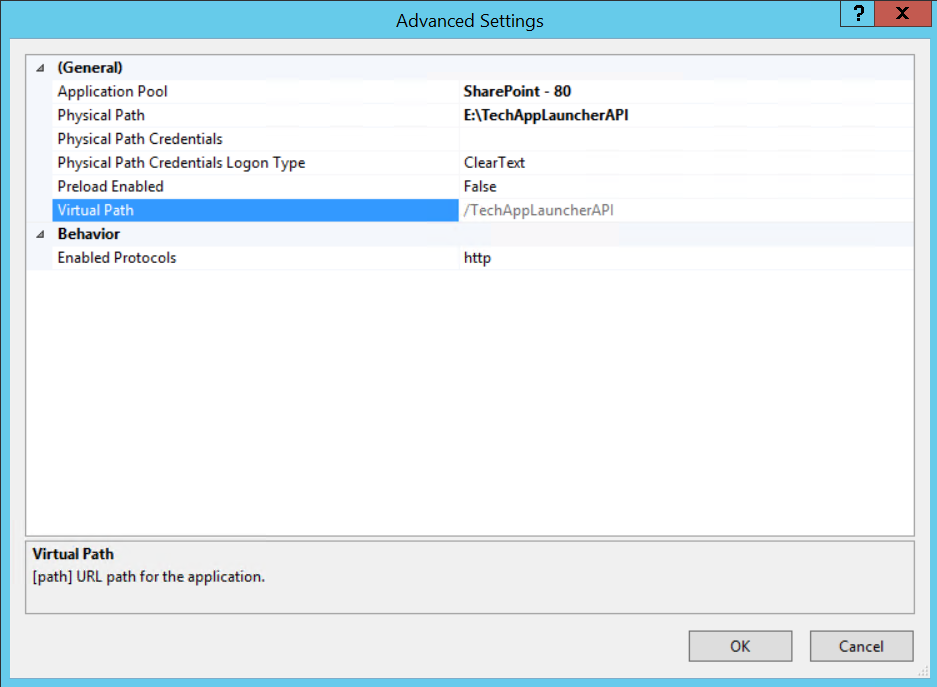 Advanced Settings
? X
(General)
Application Pool SharePoint - 80
Physical Path E:\TechAppLauncherAPI
Physical Path Credentials
Physical Path Credentials Logon Type ClearText
Preload Enabled False
Virtual Path /TechAppLauncherAPI
Behavior
Enabled Protocols http
Virtual Path
[path] URL path for the application.
OK Cancel